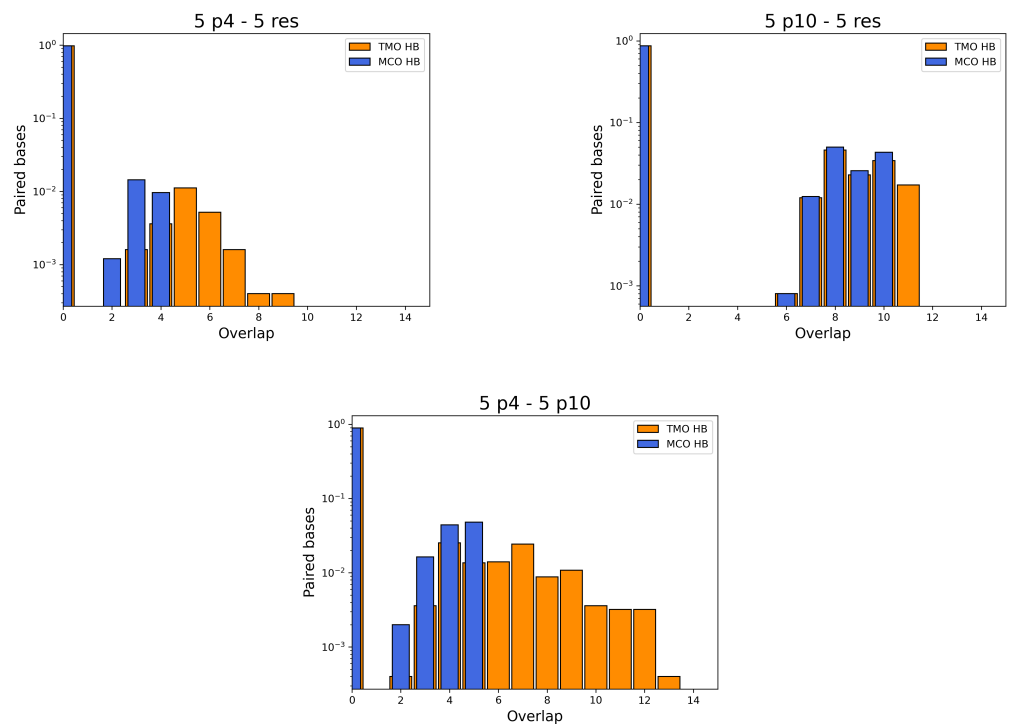 5 p4 - 5 res
TMO HB
MCO HB
Paired bases
10⁰
10⁻¹
10⁻²
10⁻³
0 2 4 6 8 10 12 14
Overlap
5 p10 - 5 res
TMO HB
MCO HB
Paired bases
10⁰
10⁻¹
10⁻²
10⁻³
0 2 4 6 8 10 12 14
Overlap
5 p4 - 5 p10
TMO HB
MCO HB
Paired bases
10⁰
10⁻¹
10⁻²
10⁻³
0 2 4 6 8 10 12 14
Overlap